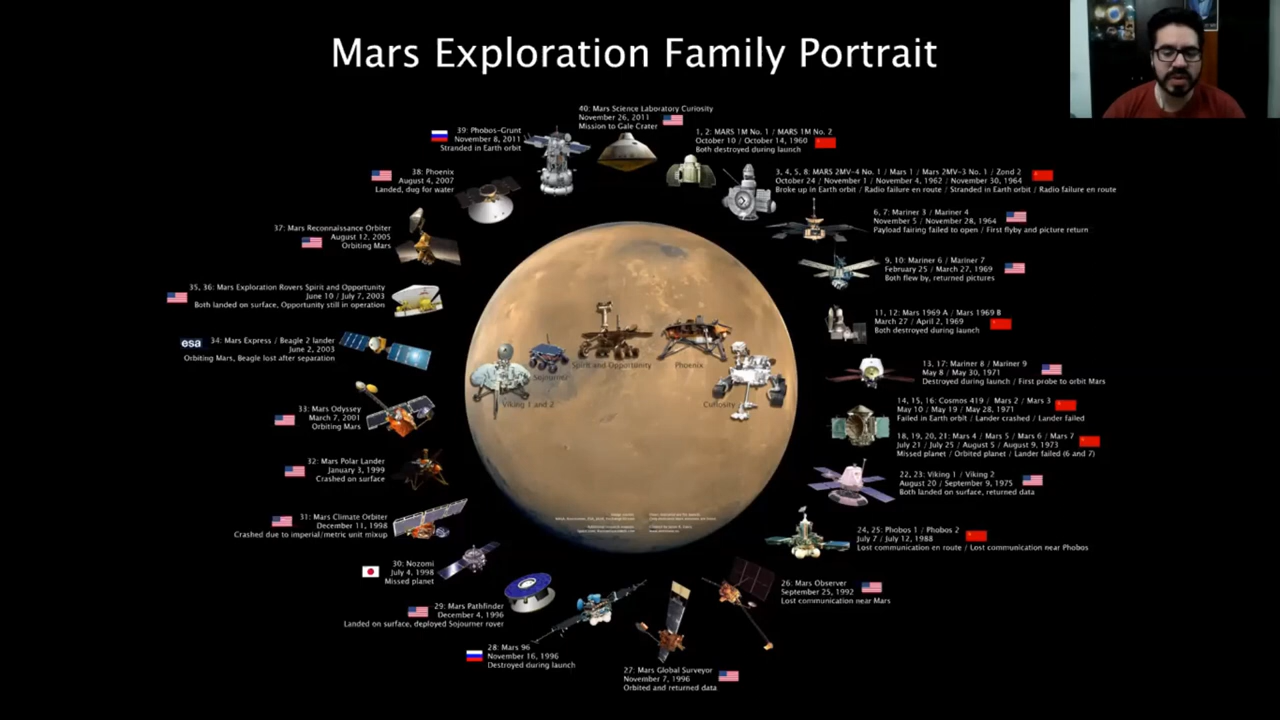 Mars Exploration Family Portrait
40: Mars Science Laboratory Curiosity
November 26, 2011
Mission to Gale Crater
1, 2: MARS 1M No. 1 / MARS 1M No. 2
October 10 / October 14, 1960
Both destroyed during launch
3, 4, 5, 8: MARS 2MV-4 No. 1 / Mars 1 / Mars 2MV-3 No. 1 / Zond 2
October 24 / November 1 / November 4, 1962 / November 30, 1964
Broke up in Earth orbit / Radio failure en route / Stranded in Earth orbit / Radio failure en route
6, 7: Mariner 3 / Mariner 4
November 5 / November 28, 1964
Payload fairing failed to open / First flyby and picture return
9, 10: Mariner 6 / Mariner 7
February 25 / March 27, 1969
Both flew by, returned pictures
11, 12: Mars 1969 A / Mars 1969 B
March 27 / April 2, 1969
Both destroyed during launch
13, 17: Mariner 8 / Mariner 9
May 8 / May 30, 1971
Destroyed during launch / First probe to orbit Mars
14, 15, 16: Cosmos 419 / Mars 2 / Mars 3
May 10 / May 19 / May 28, 1971
Failed in Earth orbit / Lander crashed / Lander failed
18, 19, 20, 21: Mars 4 / Mars 5 / Mars 6 / Mars 7
July 21 / July 25 / August 5 / August 9, 1973
Missed planet / Orbited planet / Lander failed (6 and 7)
22, 23: Viking 1 / Viking 2
August 20 / September 9, 1975
Both landed on surface, returned data
24, 25: Phobos 1 / Phobos 2
July 7 / July 12, 1988
Lost communication en route / Lost communication near Phobos
26: Mars Observer
September 25, 1992
Lost communication near Mars
27: Mars Global Surveyor
November 7, 1996
Orbited and returned data
28: Mars 96
November 16, 1996
Destroyed during launch
29: Mars Pathfinder
December 4, 1996
Landed on surface, deployed Sojourner rover
30: Nozomi
July 4, 1998
Missed planet
31: Mars Climate Orbiter
December 11, 1998
Crashed due to imperial/metric unit mixup
32: Mars Polar Lander
January 3, 1999
Crashed on surface
33: Mars Odyssey
March 7, 2001
Orbiting Mars
esa
34: Mars Express / Beagle 2 lander
June 2, 2003
Orbiting Mars, Beagle lost after separation
35, 36: Mars Exploration Rovers Spirit and Opportunity
June 10 / July 7, 2003
Both landed on surface, Opportunity still in operation
37: Mars Reconnaissance Orbiter
August 12, 2005
Orbiting Mars
38: Phoenix
August 4, 2007
Landed, dug for water
39: Phobos-Grunt
November 8, 2011
Stranded in Earth orbit
Viking 1 and 2
Sojourner
Spirit and Opportunity
Phoenix
Curiosity